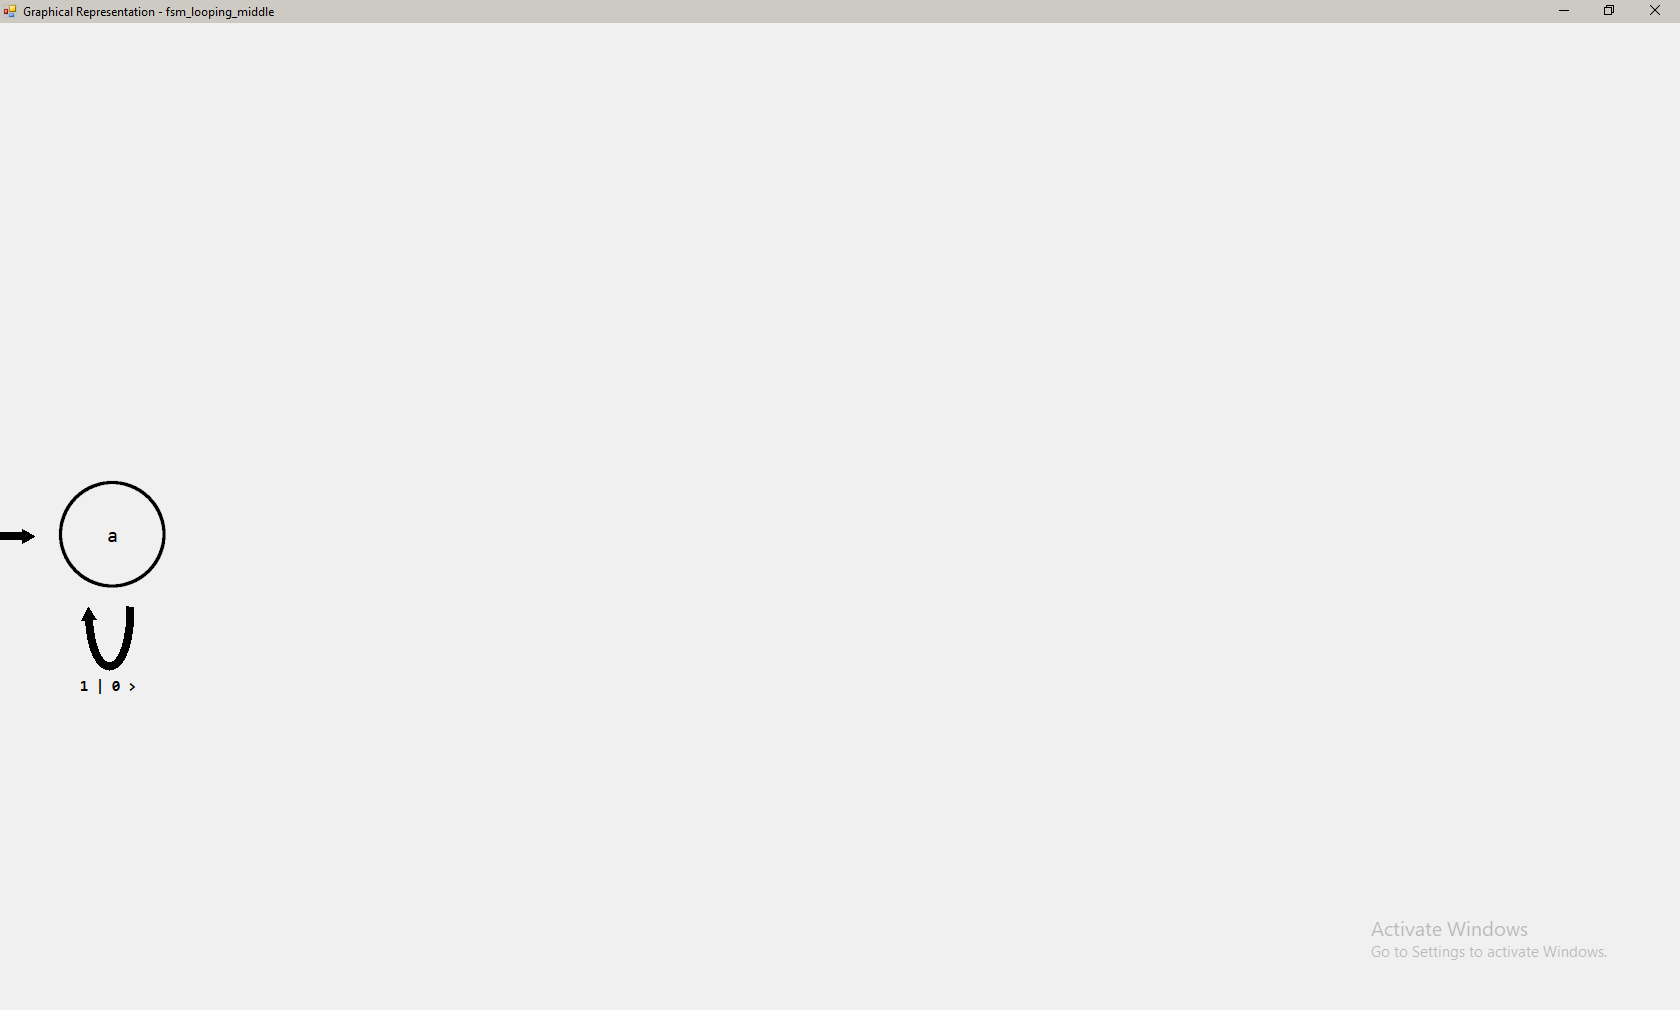 Graphical Representation - fsm_looping_middle
a
1 | 0 >
Activate Windows
Go to Settings to activate Windows.